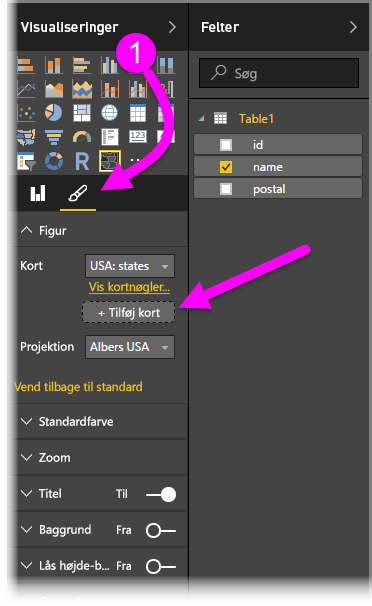 Visualiseringer
Felter
1
Søg
R
123
Table1
id
name
postal
Figur
Kort
USA: states
Vis kortnøgler...
+ Tilføj kort
Projektion
Albers USA
Vend tilbage til standard
Standardfarve
Zoom
Titel
Til
Baggrund
Fra
Lås højde-b...
Fra